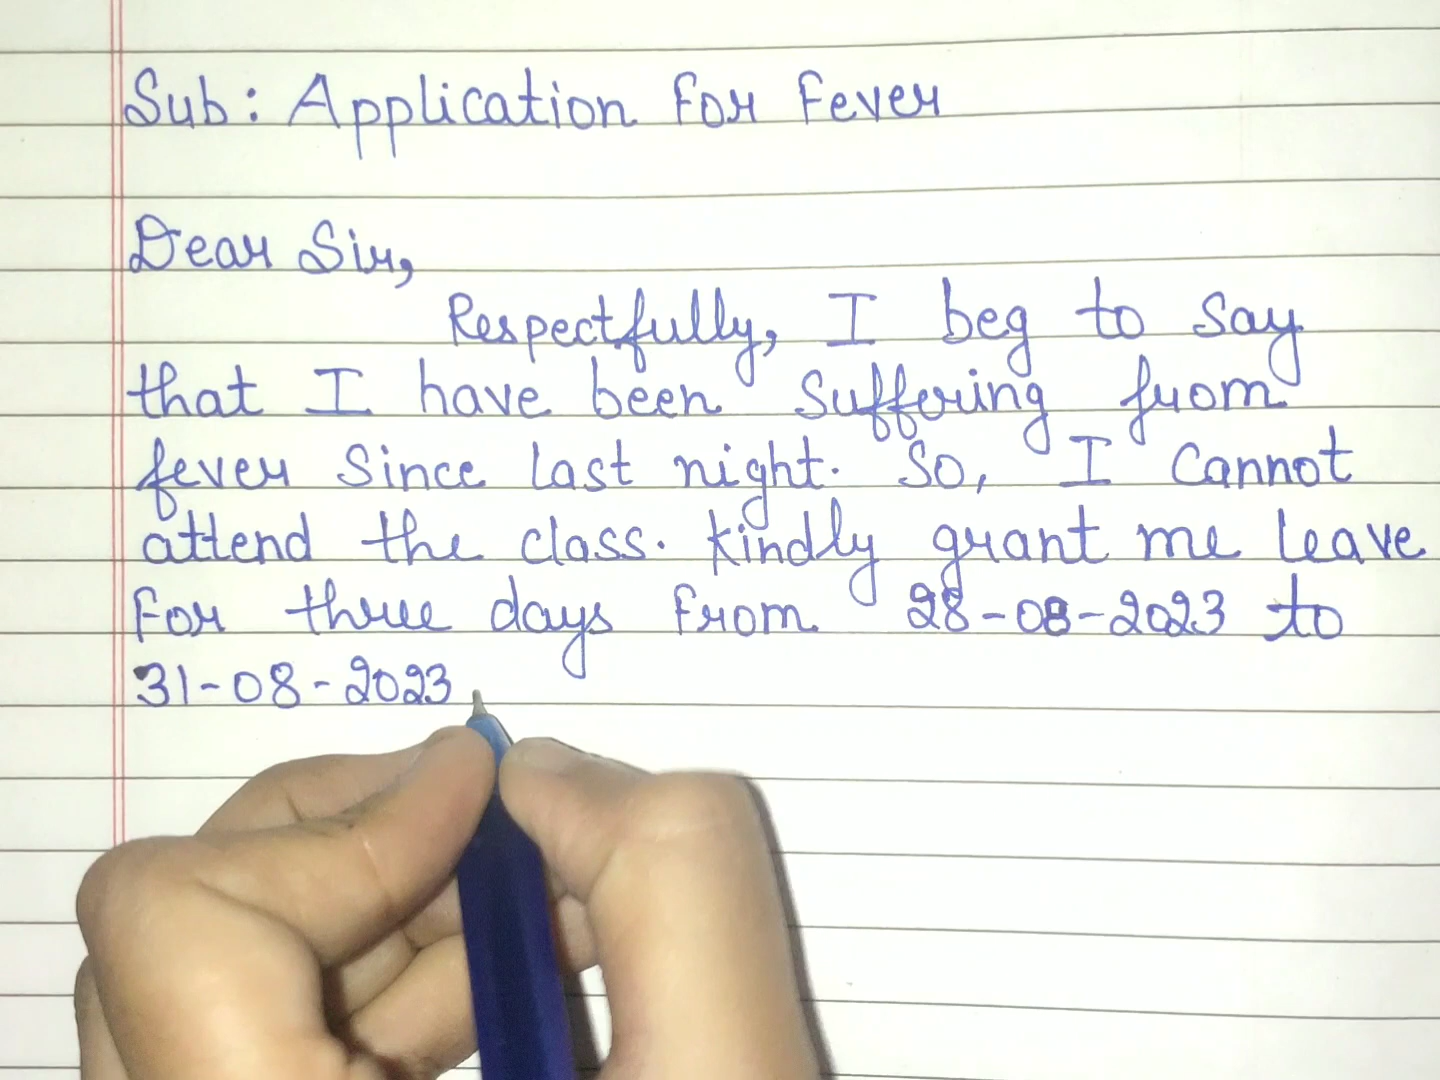 Sub: Application For Fever
Dear Sir,
Respectfully, I beg to say
that I have been suffering from
fever since last night. So, I cannot
attend the class. Kindly grant me leave
For three days From 28-08-2023 to
31-08-2023